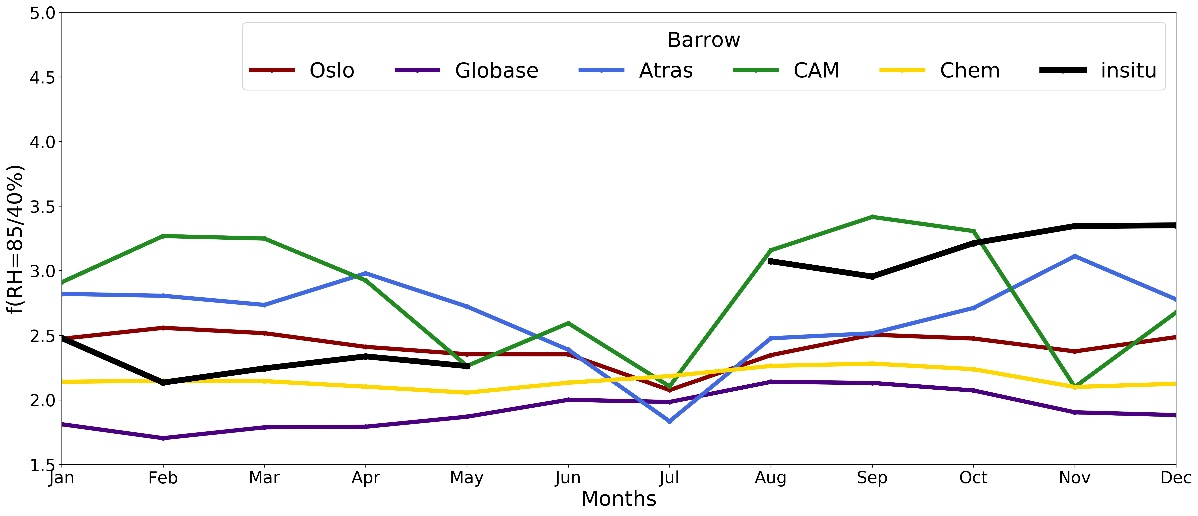 Barrow
Oslo Globase Atras CAM Chem insitu
f(RH=85/40%)
5.0
4.5
4.0
3.5
3.0
2.5
2.0
1.5
Jan Feb Mar Apr May Jun Jul Aug Sep Oct Nov Dec
Months